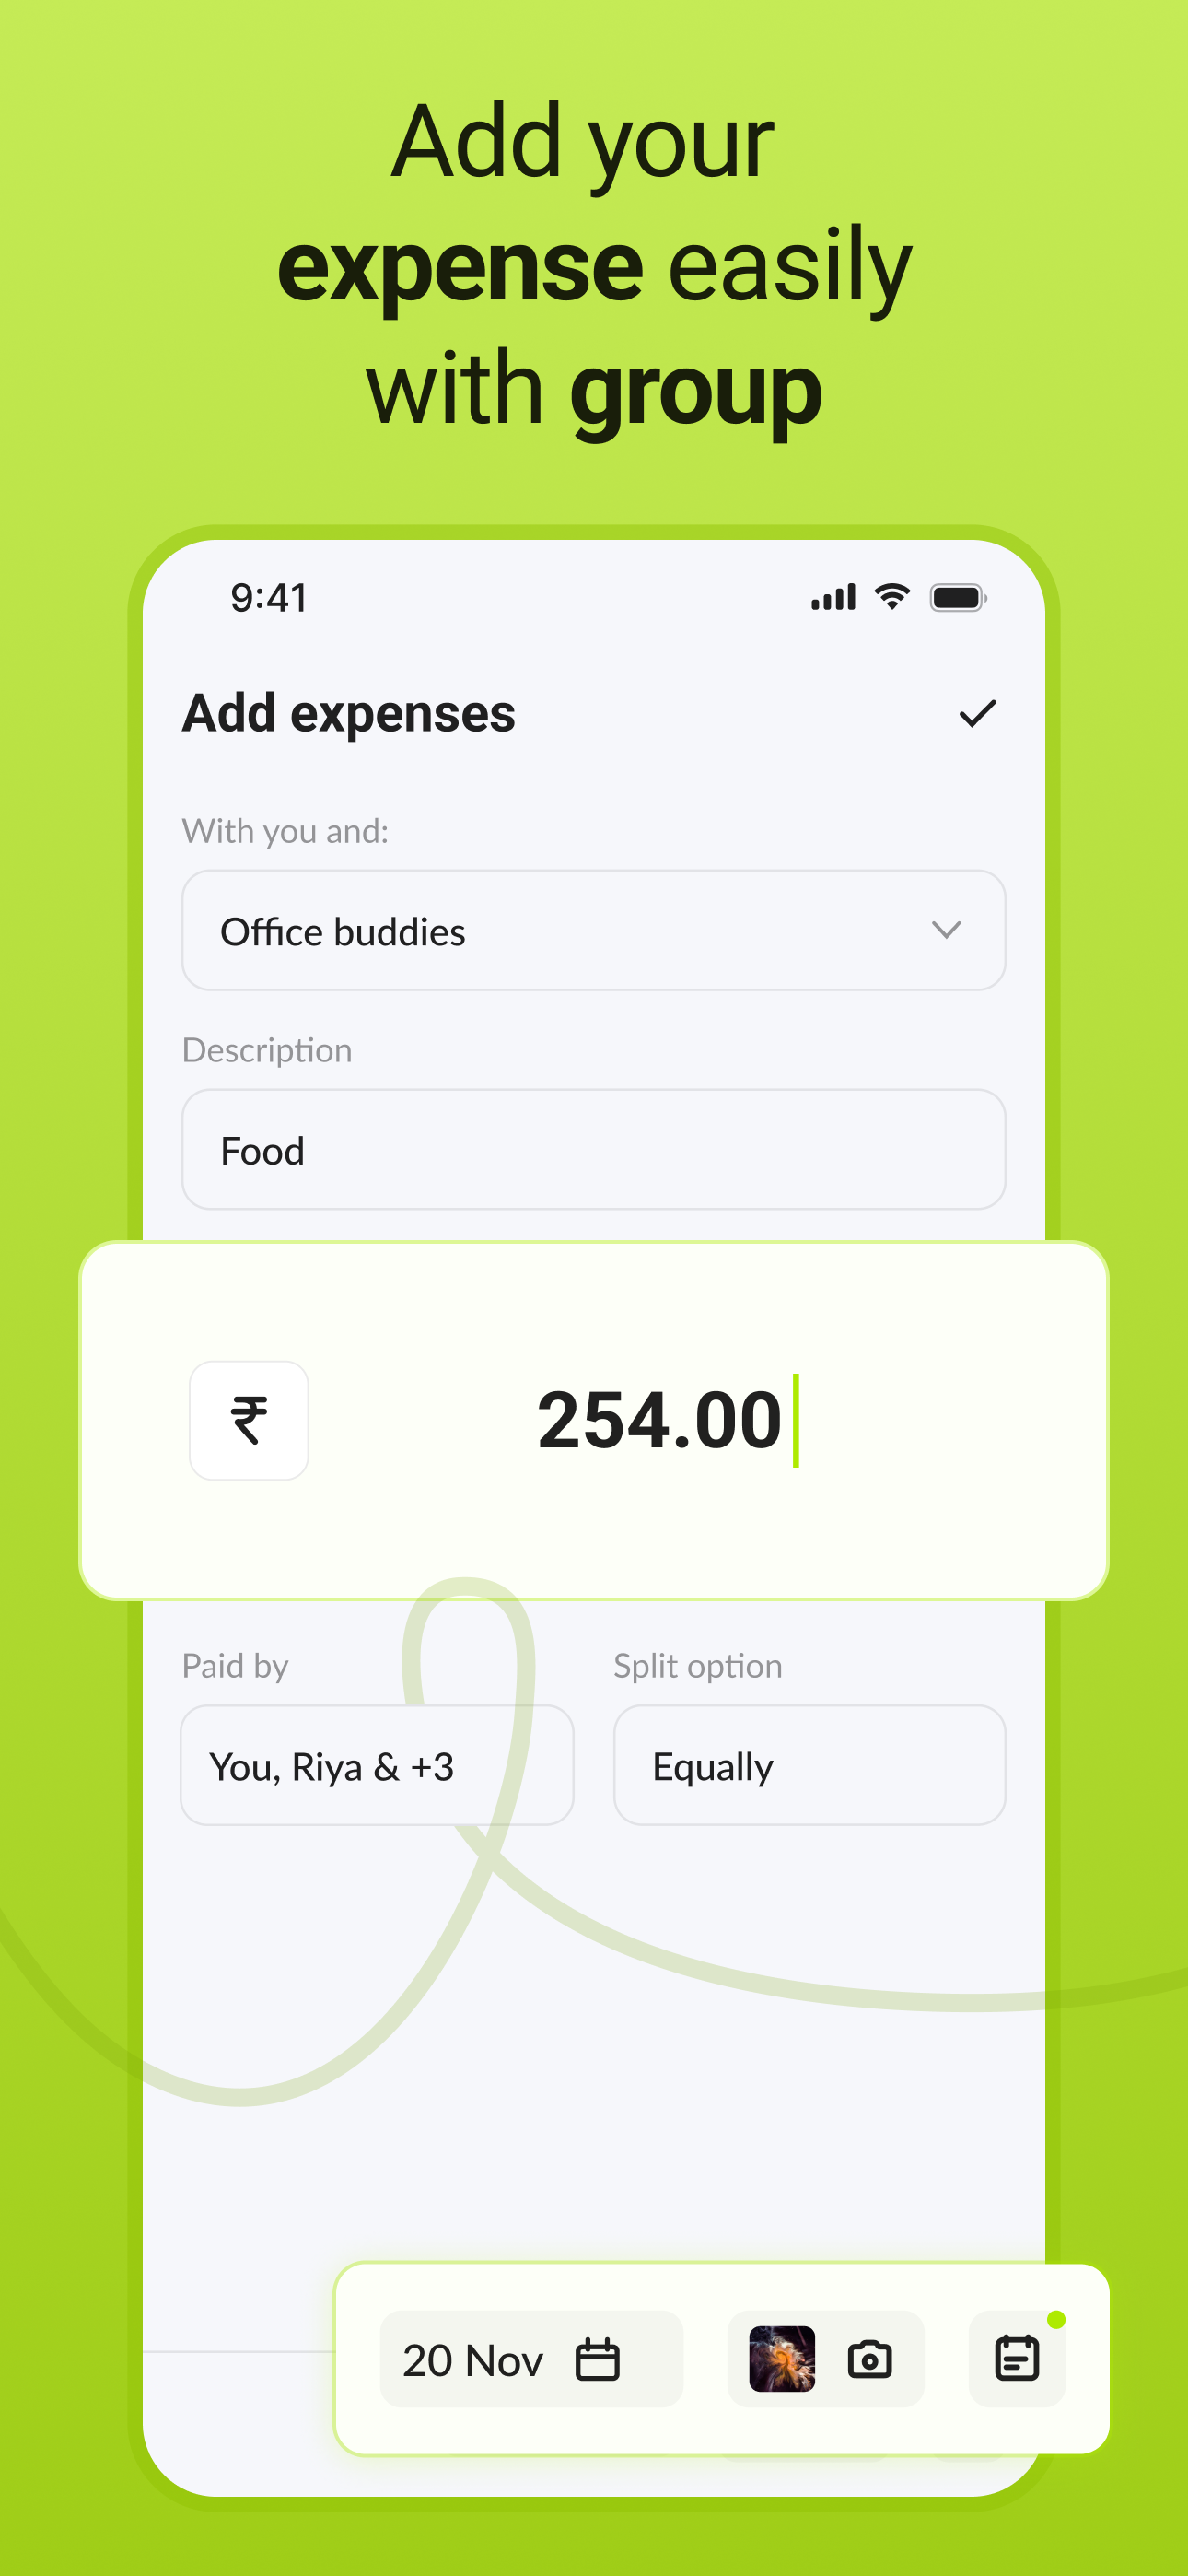 Add your
expense easily
with group
9:41
Add expenses
With you and:
Office buddies
Description
Food
₹ 254.00
Paid by
Split option
You, Riya & +3
Equally
20 Nov